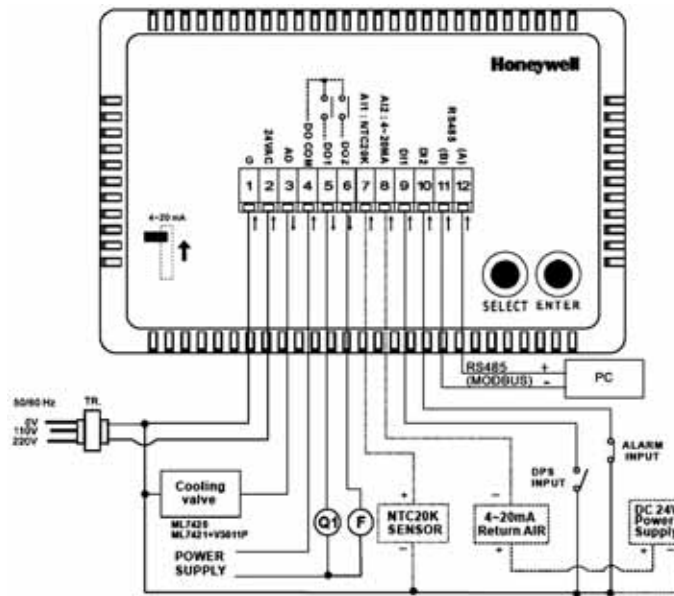 Honeywell
G
24VAC
AO
DO COM
DO1
DO2
AI1 : NTC20K
AI2 : 4~20MA
DI1
DI2
(B)
RS485
(A)
1 2 3 4 5 6 7 8 9 10 11 12
4~20 mA
SELECT ENTER
RS485 +
(MODBUS) -
PC
50/60 Hz
TR.
0V
110V
220V
ALARM
INPUT
DPS
INPUT
Cooling
valve
ML7420
ML7421+V5011P
Q1
F
+
NTC20K
SENSOR
-
-
4~20mA
Return AIR
+
DC 24V
Power
Supply
+ -
POWER
SUPPLY